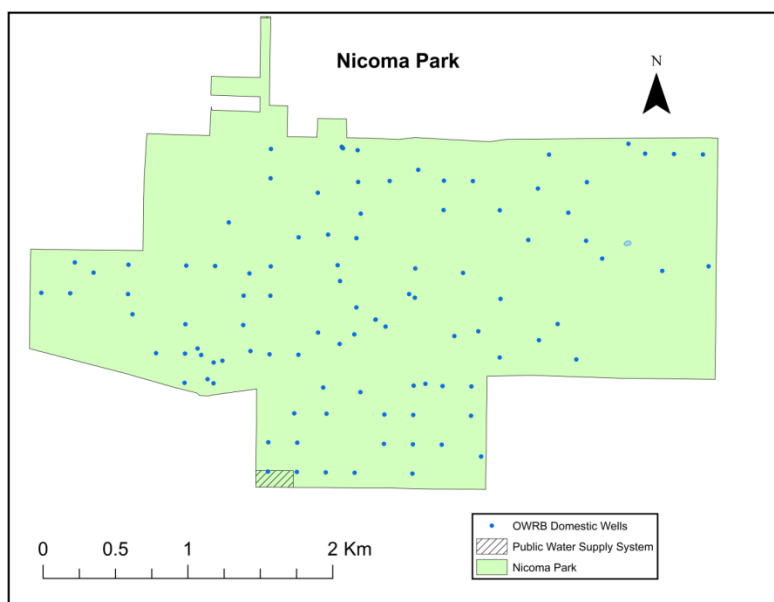 Nicoma Park
N
0 0.5 1 2 Km
OWRB Domestic Wells
Public Water Supply System
Nicoma Park